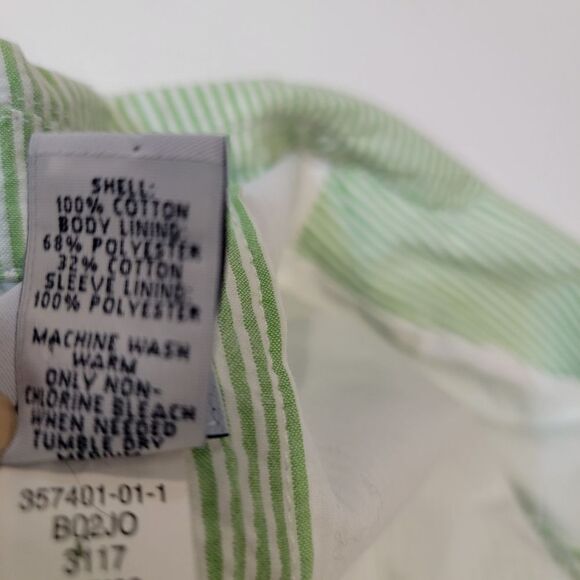 SHELL:
100% COTTON
BODY LINING:
68% POLYESTER
32% COTTON
SLEEVE LINING:
100% POLYESTER
MACHINE WASH
WARM
ONLY NON-
CHLORINE BLEACH
WHEN NEEDED
TUMBLE DRY
357401-01-1
BQ2JO
3117